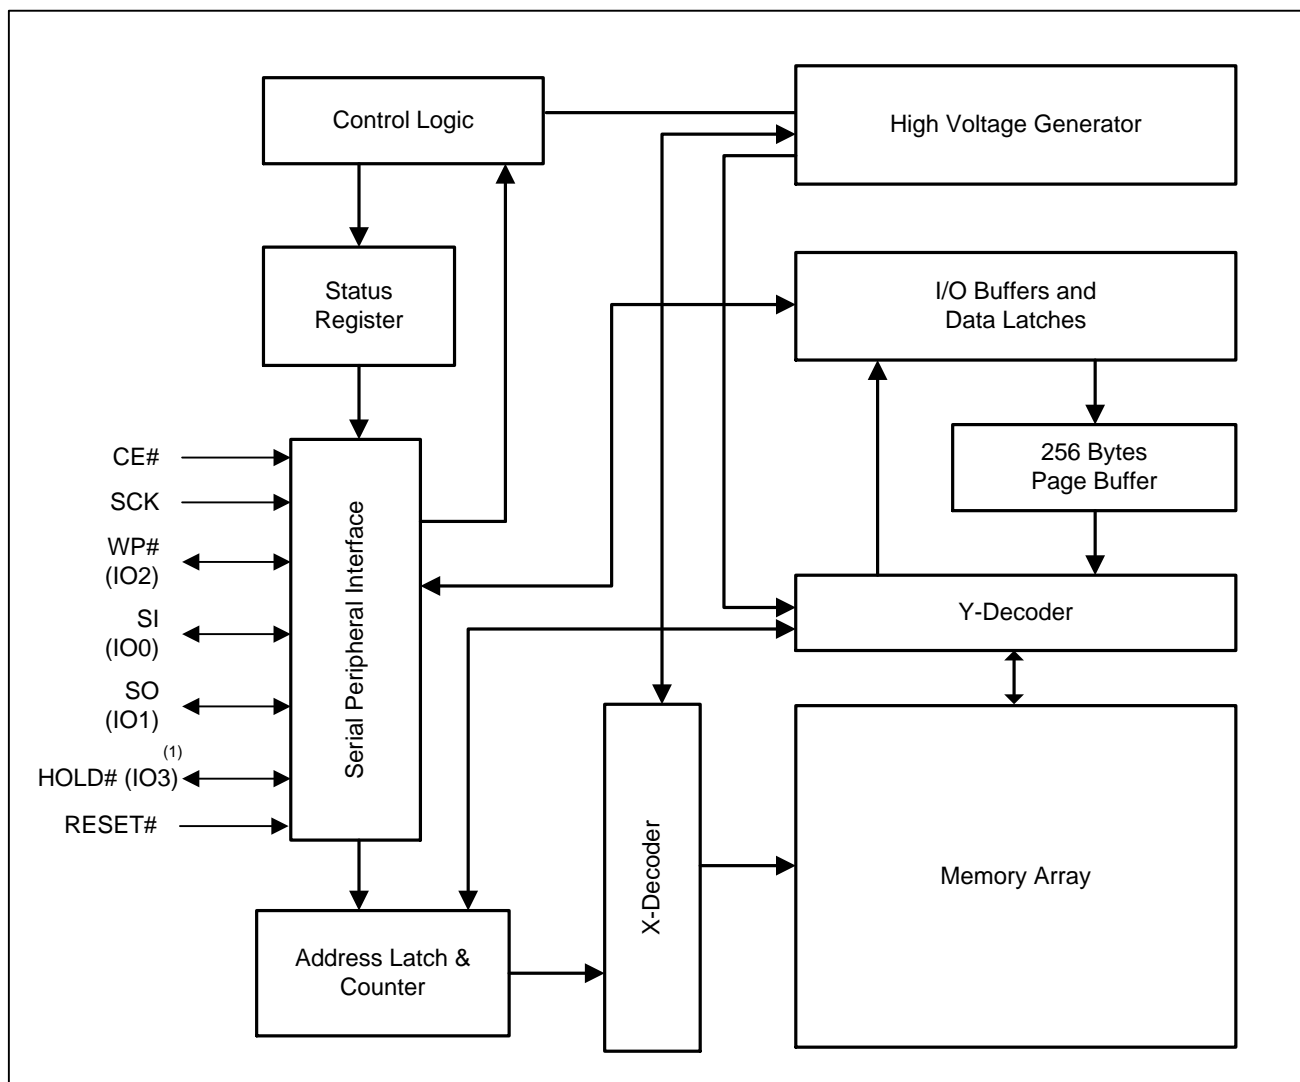 Control Logic
High Voltage Generator
Status
Register
I/O Buffers and
Data Latches
256 Bytes
Page Buffer
CE#
SCK
WP#
(IO2)
SI
(IO0)
SO
(IO1)
(1)
HOLD# (IO3)
RESET#
Serial Peripheral Interface
Y-Decoder
X-Decoder
Memory Array
Address Latch &
Counter